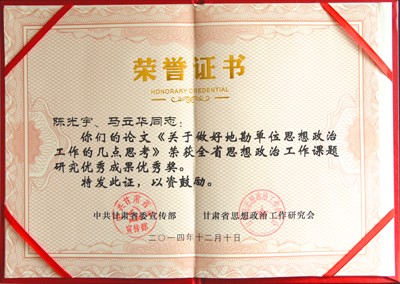 荣誉证书
HONORARY CREDENTIAL
陈光宇、马立华同志：
你们的论文《关于做好地勘单位思想政治
工作的几点思考》荣获全省思想政治工作课题
研究优秀成果优秀奖。
特发此证，以资鼓励。
中共甘肃省委宣传部 甘肃省思想政治工作研究会
二〇一四年十二月十日